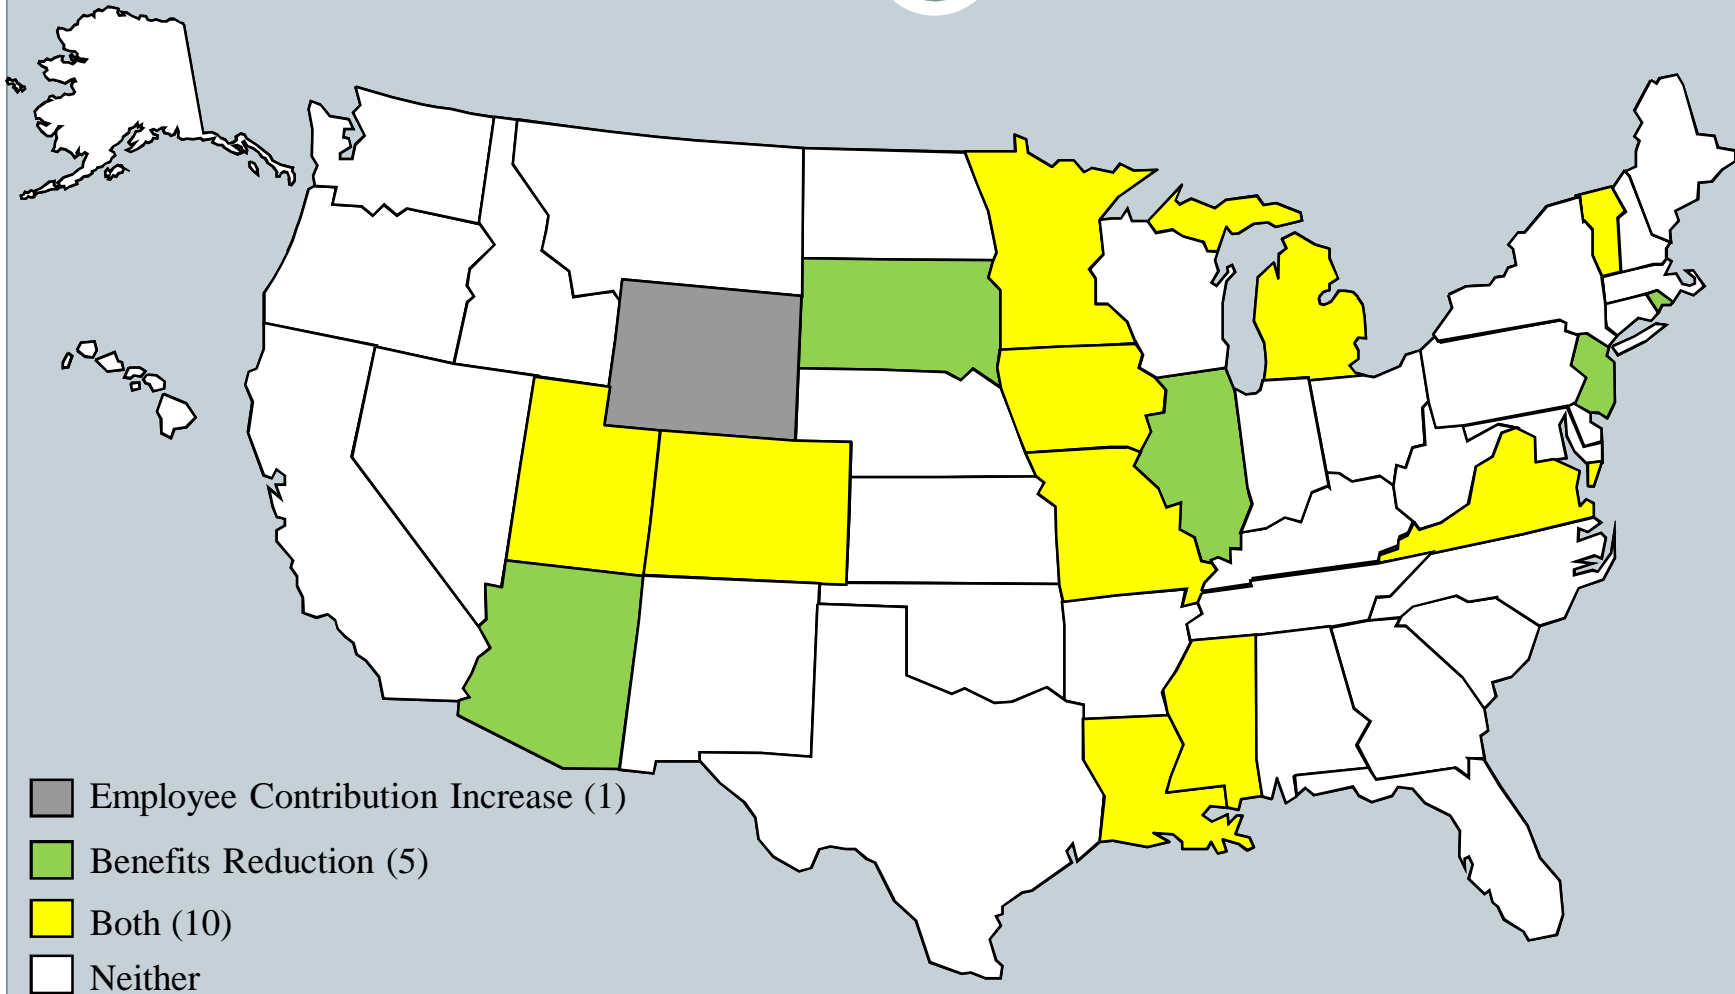 Employee Contribution Increase (1)
Benefits Reduction (5)
Both (10)
Neither